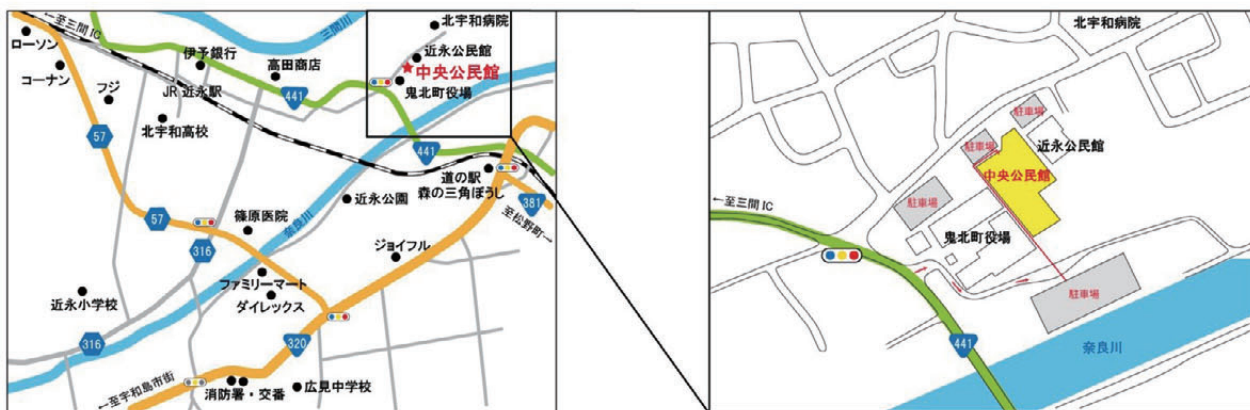 ←至三間IC
三間川
北宇和病院
ローソン
伊予銀行
近永公民館
コーナン
高田商店
中央公民館
フジ
JR近永駅
441
鬼北町役場
北宇和高校
57
441
道の駅
森の三角ぼうし
近永公園
381
至松野町→
57
篠原医院
奈良川
316
ジョイフル
ファミリーマート
近永小学校
ダイレックス
316
320
←至宇和島市街
消防署・交番
広見中学校
北宇和病院
駐車場
近永公民館
駐車場
中央公民館
←至三間IC
駐車場
鬼北町役場
駐車場
441
奈良川